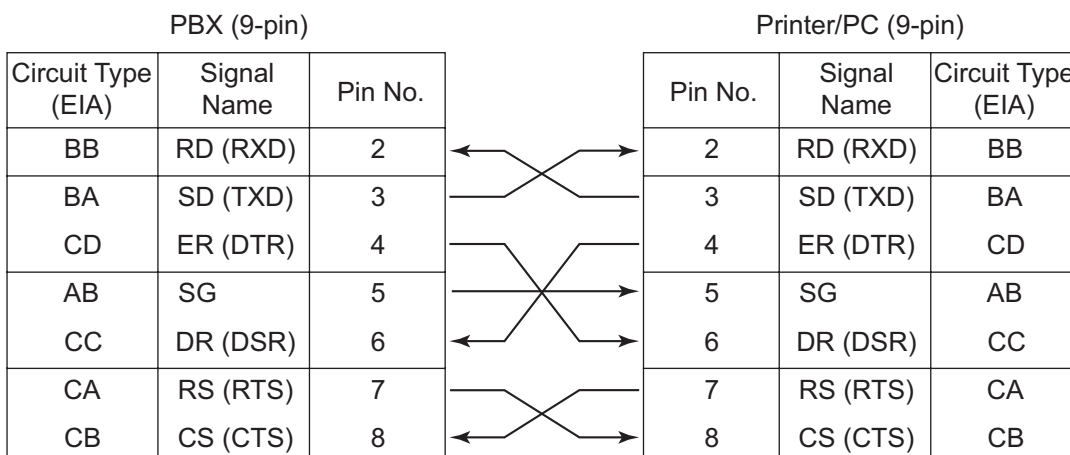 PBX (9-pin) Printer/PC (9-pin)
Circuit Type (EIA) Signal Name Pin No. Pin No. Signal Name Circuit Type (EIA)
BB RD (RXD) 2 2 RD (RXD) BB
BA SD (TXD) 3 3 SD (TXD) BA
CD ER (DTR) 4 4 ER (DTR) CD
AB SG 5 5 SG AB
CC DR (DSR) 6 6 DR (DSR) CC
CA RS (RTS) 7 7 RS (RTS) CA
CB CS (CTS) 8 8 CS (CTS) CB